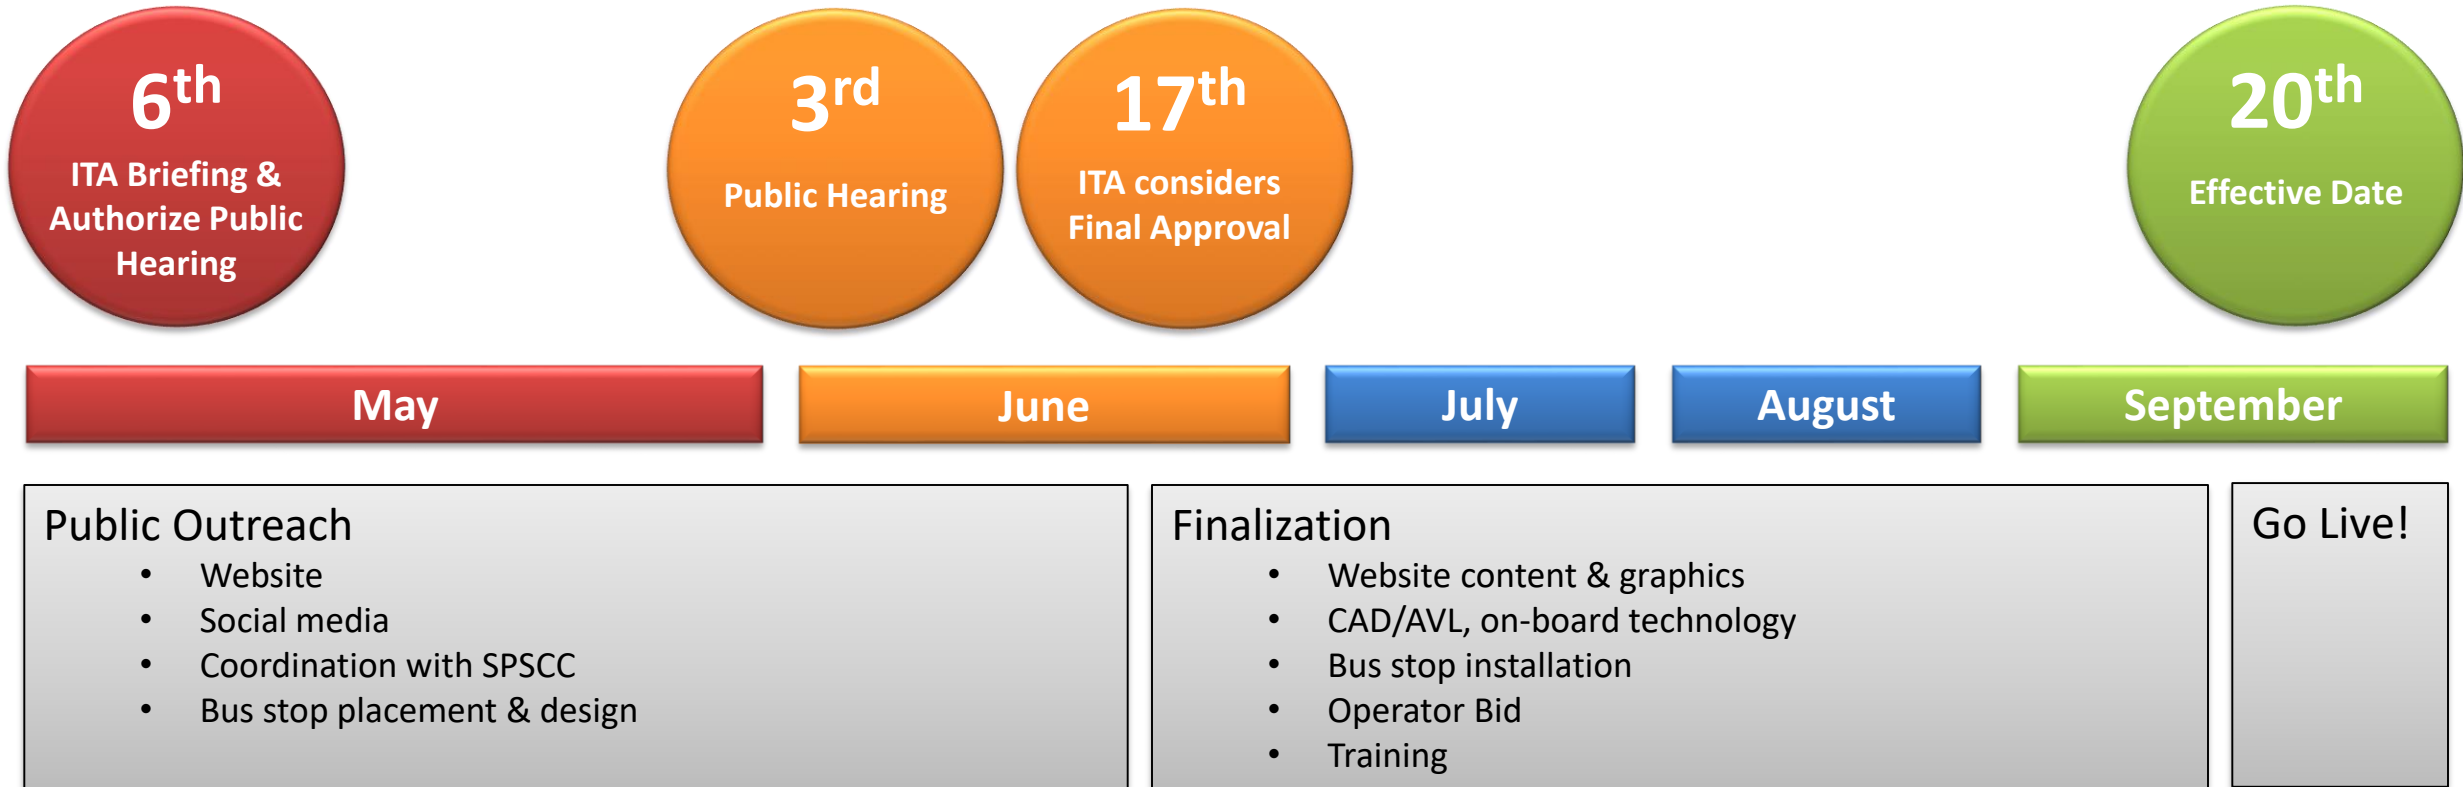 6th
ITA Briefing &
Authorize Public
Hearing
3rd
Public Hearing
17th
ITA considers
Final Approval
20th
Effective Date
May
June
July
August
September
Public Outreach
• Website
• Social media
• Coordination with SPSCC
• Bus stop placement & design
Finalization
• Website content & graphics
• CAD/AVL, on-board technology
• Bus stop installation
• Operator Bid
• Training
Go Live!